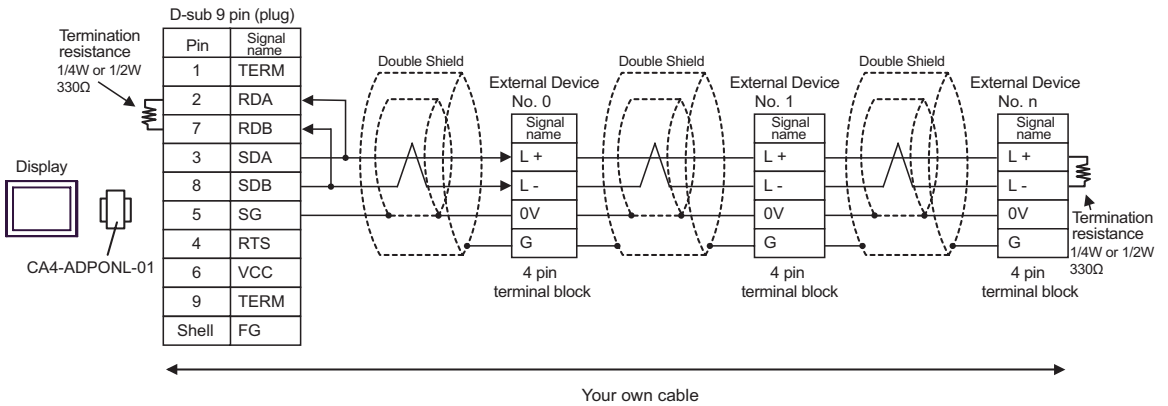 D-sub 9 pin (plug)
Termination
resistance
1/4W or 1/2W
330Ω
Pin
Signal
name
1 TERM
2 RDA
7 RDB
3 SDA
8 SDB
5 SG
4 RTS
6 VCC
9 TERM
Shell FG
Display
CA4-ADPONL-01
Double Shield
External Device
No. 0
Signal
name
L +
L -
0V
G
4 pin
terminal block
Double Shield
External Device
No. 1
Signal
name
L +
L -
0V
G
4 pin
terminal block
Double Shield
External Device
No. n
Signal
name
L +
L -
0V
G
4 pin
terminal block
Termination
resistance
1/4W or 1/2W
330Ω
Your own cable